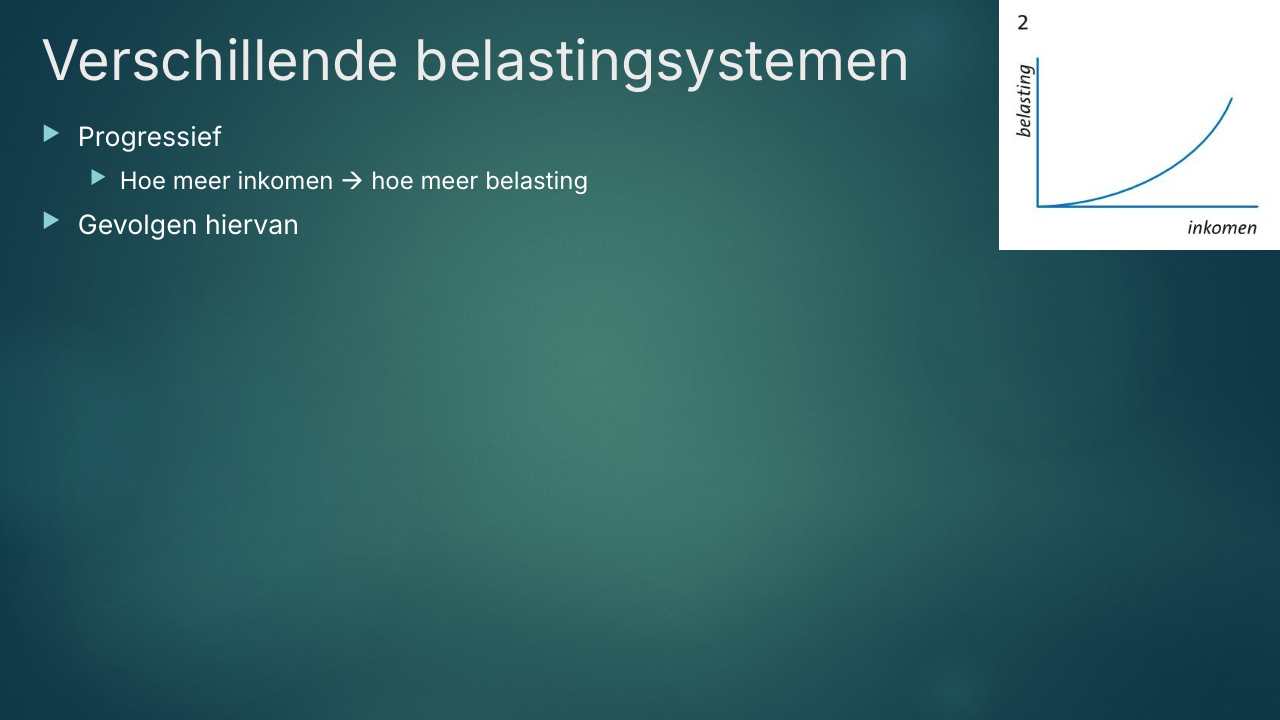 Verschillende belastingsystemen
Progressief
Hoe meer inkomen → hoe meer belasting
Gevolgen hiervan
2
belasting
inkomen